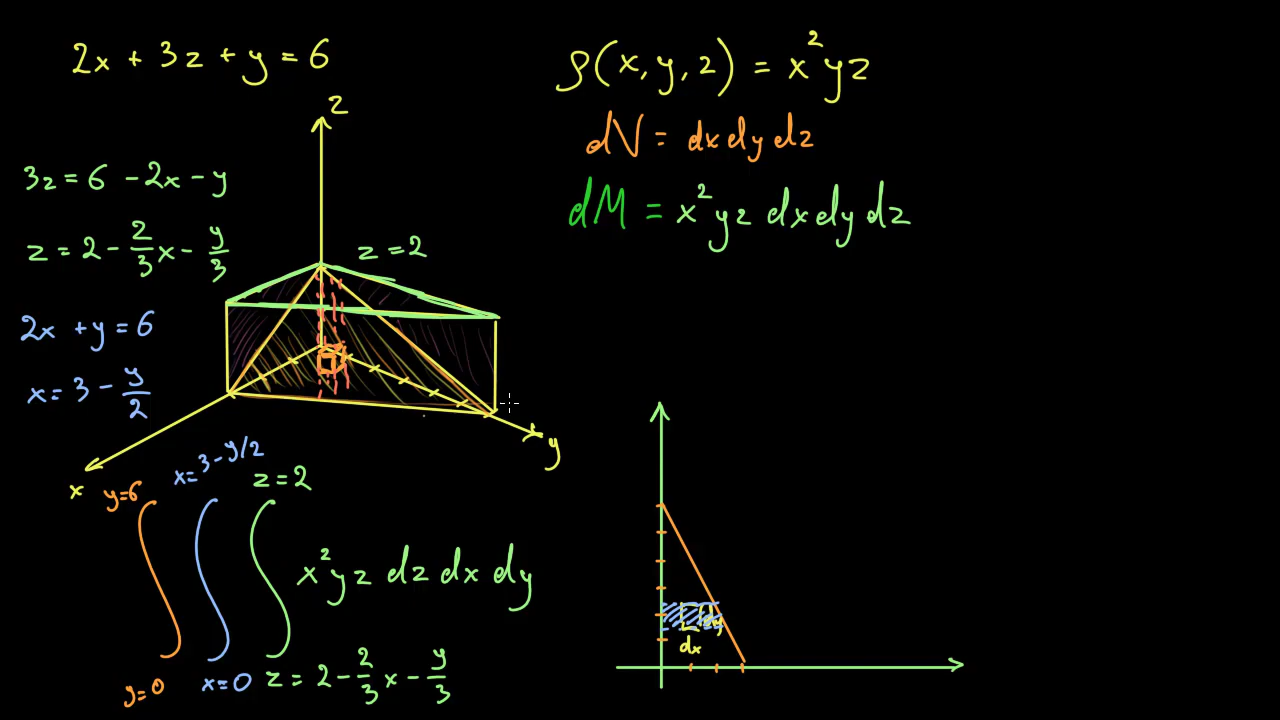 2x + 3z + y = 6
ρ(x, y, z) = x²yz
dV = dx dy dz
dM = x²yz dx dy dz
z
3z = 6 - 2x - y
z = 2 - 2/3 x - y/3
z = 2
2x + y = 6
x = 3 - y/2
y
x
y=6
x= 3 - y/2
z = 2
∫ ∫ ∫ x²yz dz dx dy
y=0
x=0
z = 2 - 2/3 x - y/3
dx